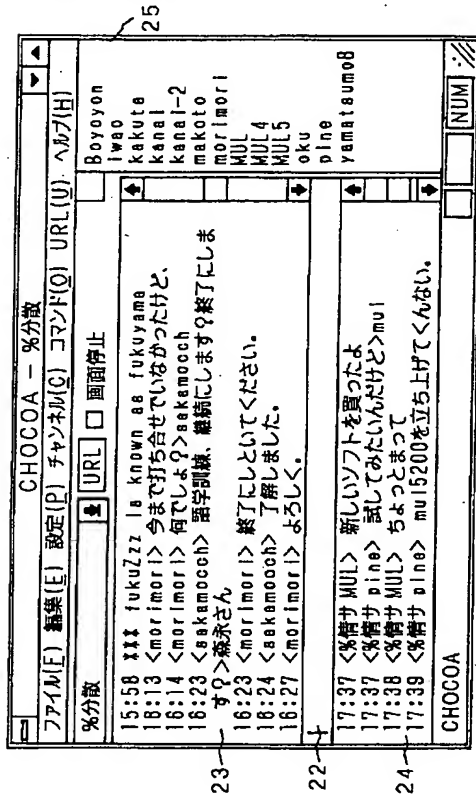 CHOCOA - %分散
ファイル(F) 編集(E) 設定(P) チャンネル(C) コマンド(O) URL(U) ヘルプ(H)
%分散 URL 画面停止
15:58 *** fukuZzz is known as fukuyama
16:13 <morimori> 今まで打ち合せでいなかったけど、
16:14 <morimori> 何でしょ?>sakamocch
16:23 <sakamocch> 語学訓練、継続にします?終了にしま
す?>森永さん
16:23 <morimori> 終了にしといてください。
16:24 <sakamocch> 了解しました。
16:27 <morimori> よろしく。
Boyoyon
iwao
kakuta
kanai
kanai-2
makoto
morimori
MUL
MUL4
MUL5
oku
pine
yamatsumo8
17:37 <%情サ MUL> 新しいソフトを買ったよ
17:37 <%情サ pine> 試してみたいんだけど>mul
17:38 <%情サ MUL> ちょっとまって
17:39 <%情サ pine> mul5200を立ち上げてくんない。
CHOCOA NUM
23
22
24
25